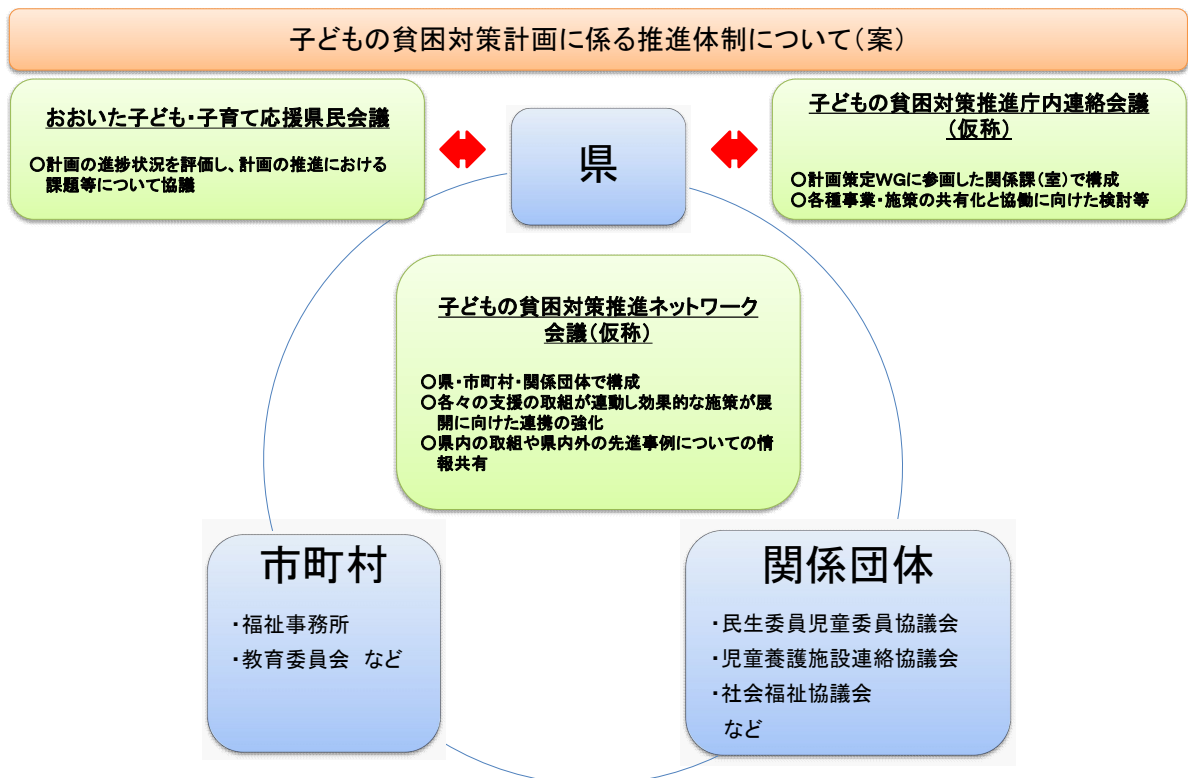 子どもの貧困対策計画に係る推進体制について(案)
おおいた子ども・子育て応援県民会議
○計画の進捗状況を評価し、計画の推進における
課題等について協議
県
子どもの貧困対策推進庁内連絡会議
(仮称)
○計画策定WGに参画した関係課(室)で構成
○各種事業・施策の共有化と協働に向けた検討等
子どもの貧困対策推進ネットワーク
会議(仮称)
○県・市町村・関係団体で構成
○各々の支援の取組が連動し効果的な施策が展
開に向けた連携の強化
○県内の取組や県内外の先進事例についての情
報共有
市町村
・福祉事務所
・教育委員会 など
関係団体
・民生委員児童委員協議会
・児童養護施設連絡協議会
・社会福祉協議会
など